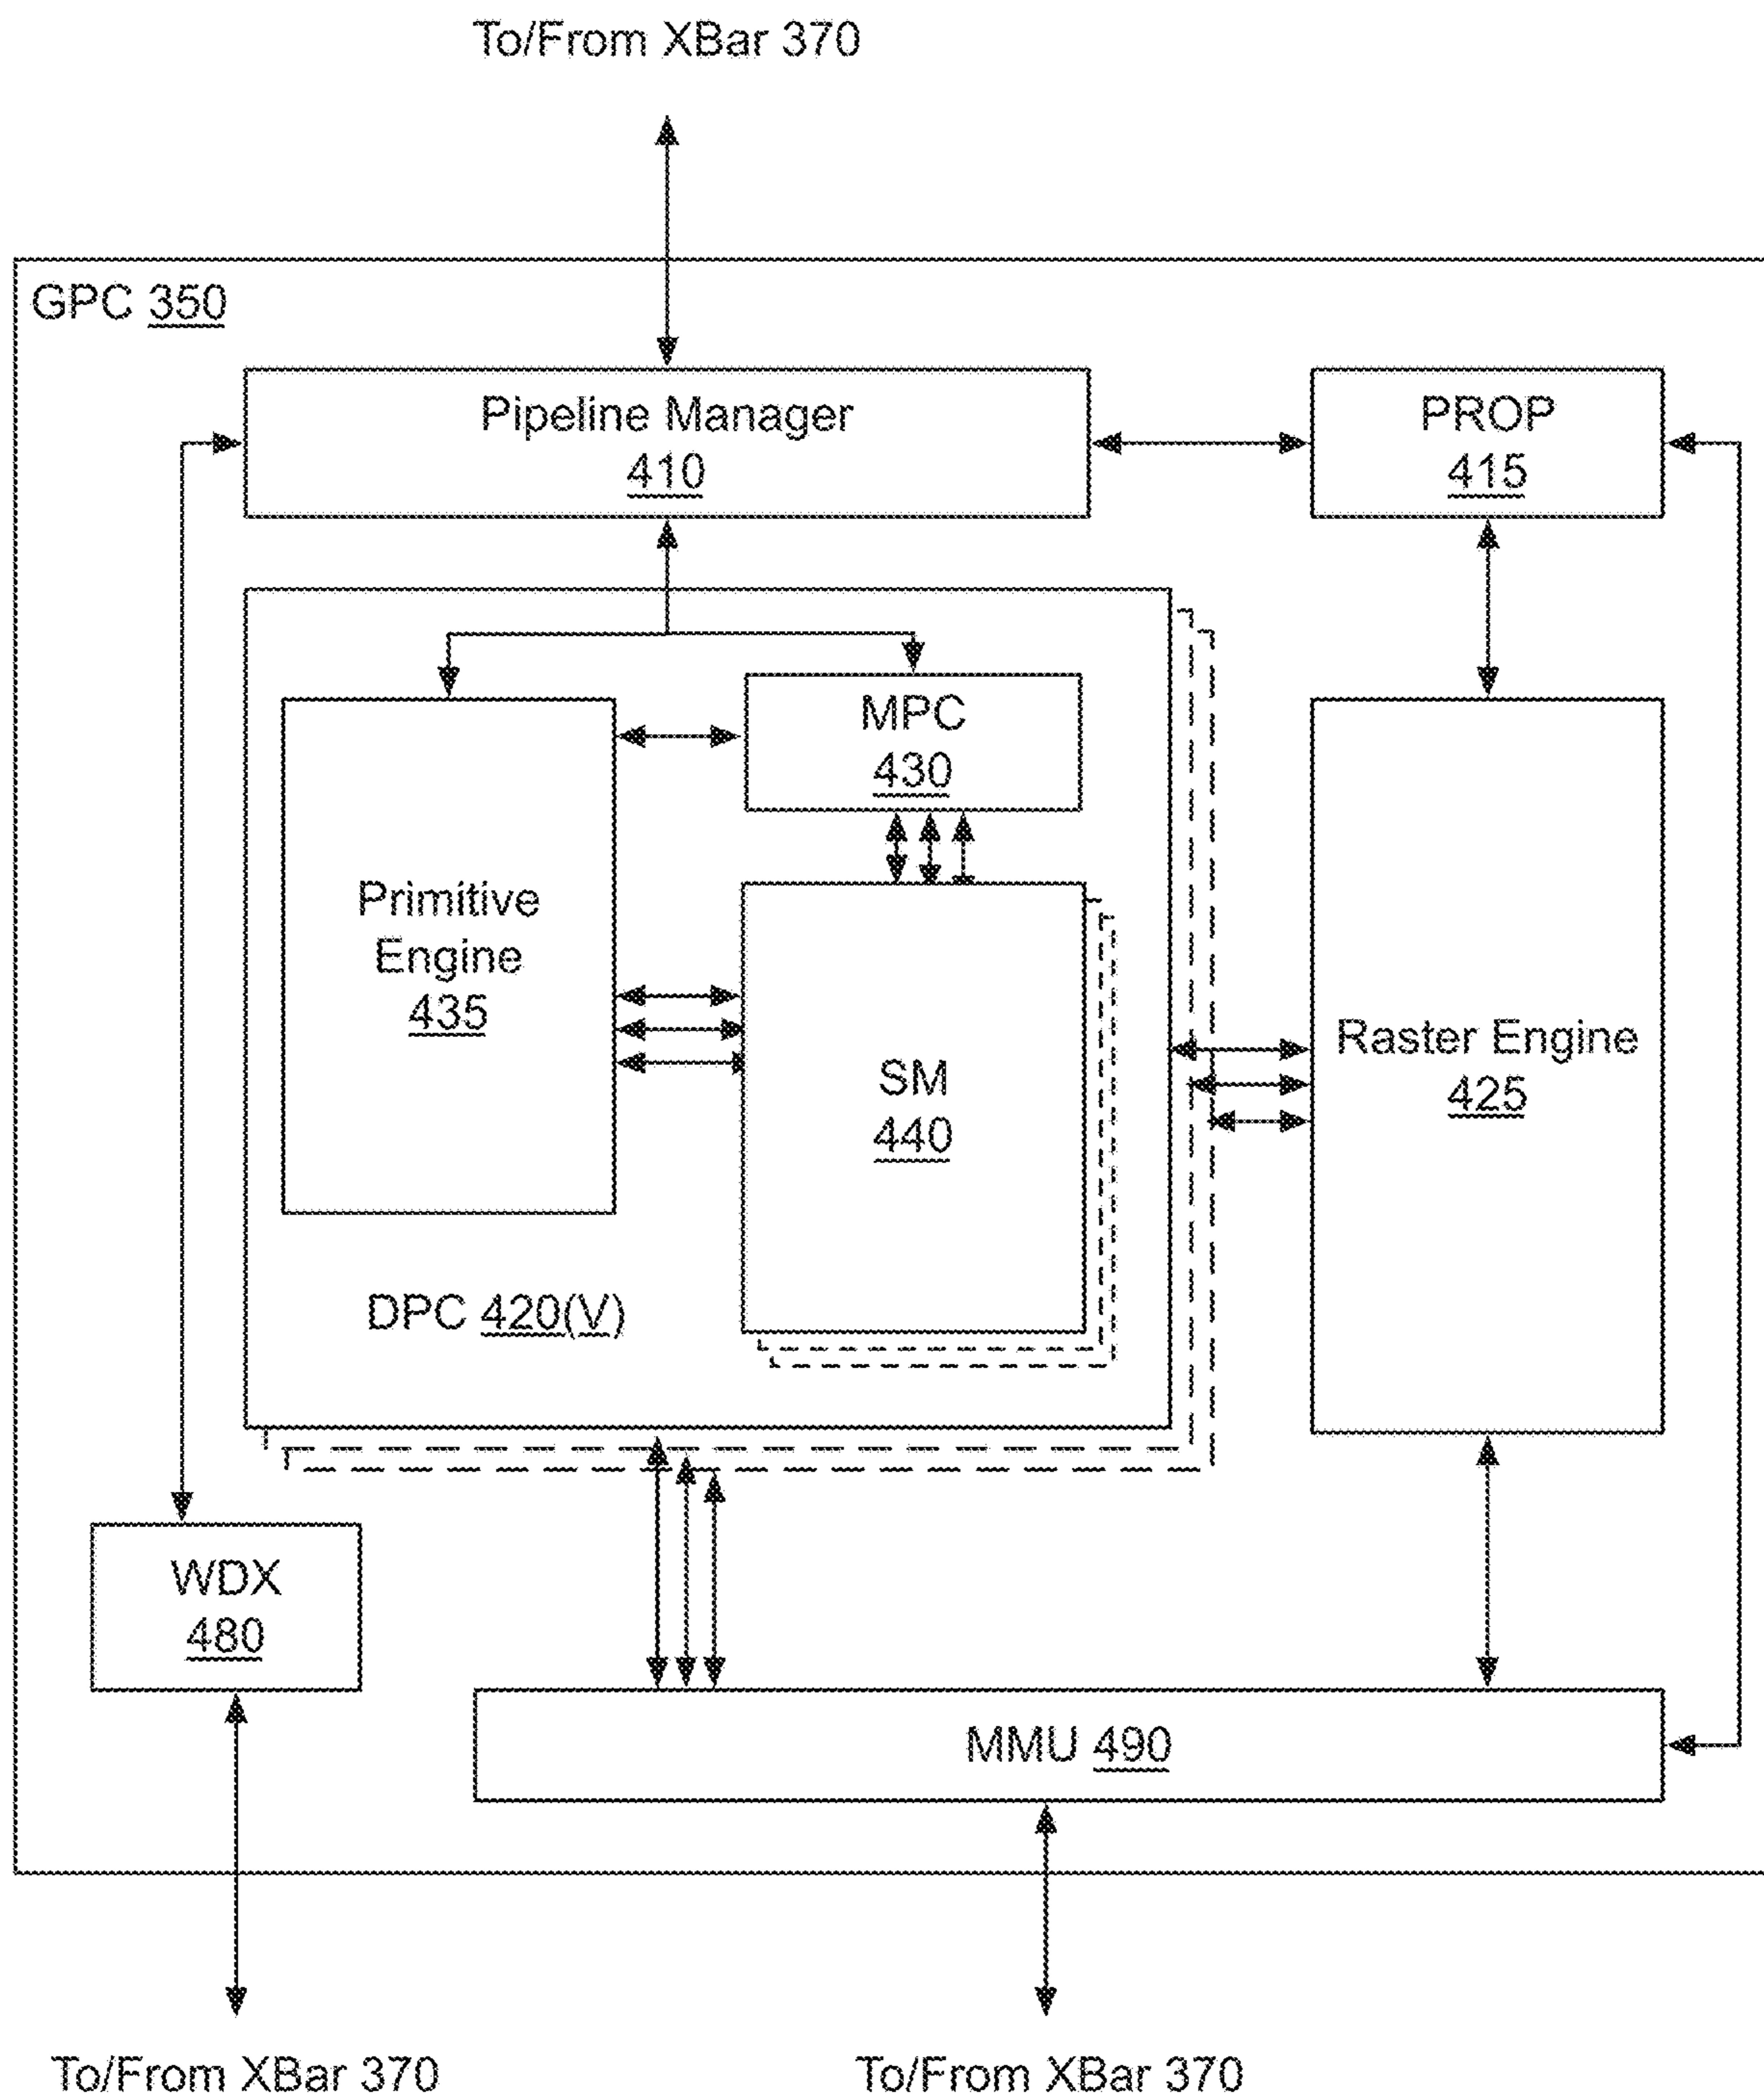 To/From XBar 370
GPC 350
Pipeline Manager
410
PROP
415
MPC
430
Primitive
Engine
435
SM
440
Raster Engine
425
DPC 420(V)
WDX
480
MMU 490
To/From XBar 370
To/From XBar 370